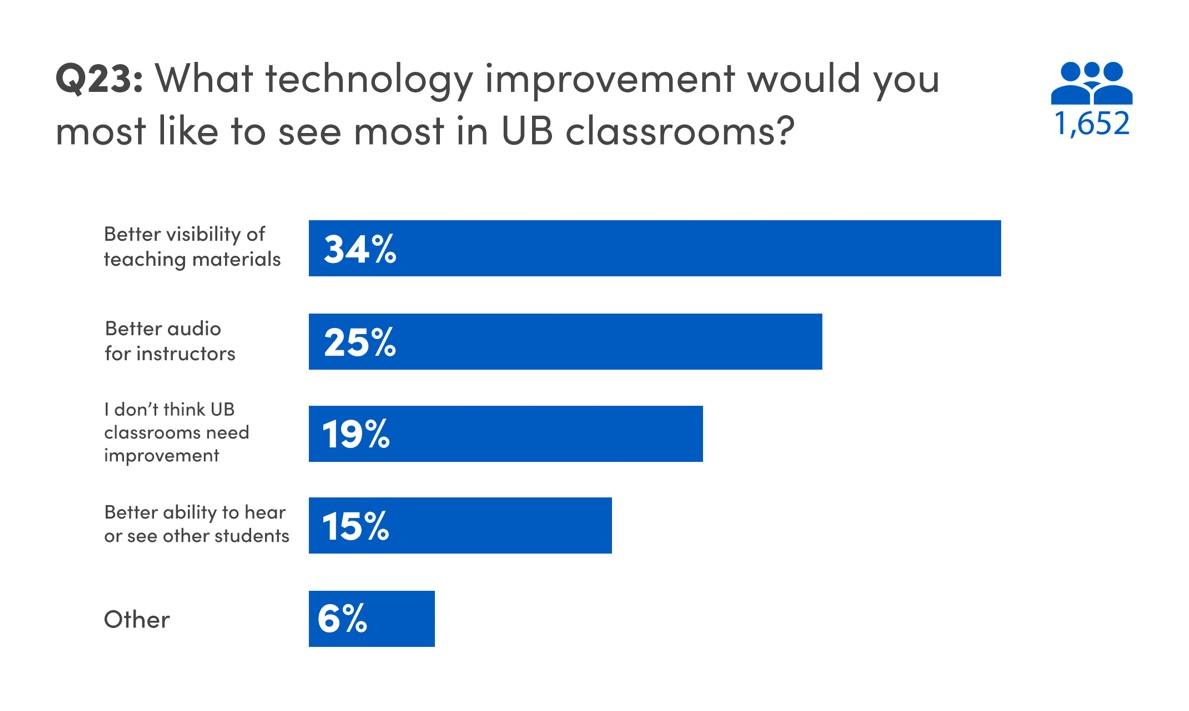 Q23: What technology improvement would you
most like to see most in UB classrooms?
1,652
Better visibility of
teaching materials
34%
Better audio
for instructors
25%
I don’t think UB
classrooms need
improvement
19%
Better ability to hear
or see other students
15%
Other
6%